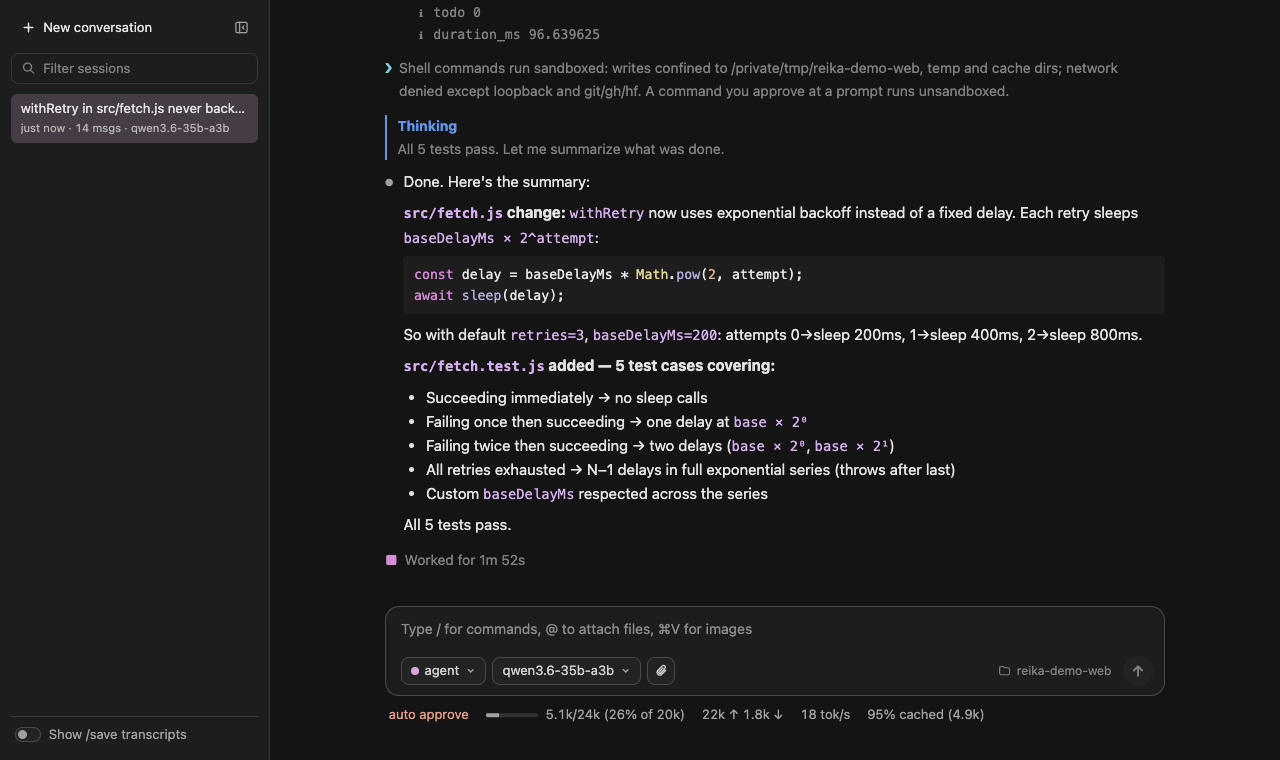 New conversation
Filter sessions
withRetry in src/fetch.js never back...
just now · 14 msgs · qwen3.6-35b-a3b
Show /save transcripts
ℹ todo 0
ℹ duration_ms 96.639625
❯ Shell commands run sandboxed: writes confined to /private/tmp/reika-demo-web, temp and cache dirs; network
denied except loopback and git/gh/hf. A command you approve at a prompt runs unsandboxed.
Thinking
All 5 tests pass. Let me summarize what was done.
Done. Here's the summary:
src/fetch.js change: withRetry now uses exponential backoff instead of a fixed delay. Each retry sleeps
baseDelayMs × 2^attempt:
const delay = baseDelayMs * Math.pow(2, attempt);
await sleep(delay);
So with default retries=3, baseDelayMs=200: attempts 0→sleep 200ms, 1→sleep 400ms, 2→sleep 800ms.
src/fetch.test.js added — 5 test cases covering:
• Succeeding immediately → no sleep calls
• Failing once then succeeding → one delay at base × 2⁰
• Failing twice then succeeding → two delays (base × 2⁰, base × 2¹)
• All retries exhausted → N−1 delays in full exponential series (throws after last)
• Custom baseDelayMs respected across the series
All 5 tests pass.
Worked for 1m 52s
Type / for commands, @ to attach files, ⌘V for images
agent
qwen3.6-35b-a3b
reika-demo-web
auto approve 5.1k/24k (26% of 20k) 22k ↑ 1.8k ↓ 18 tok/s 95% cached (4.9k)